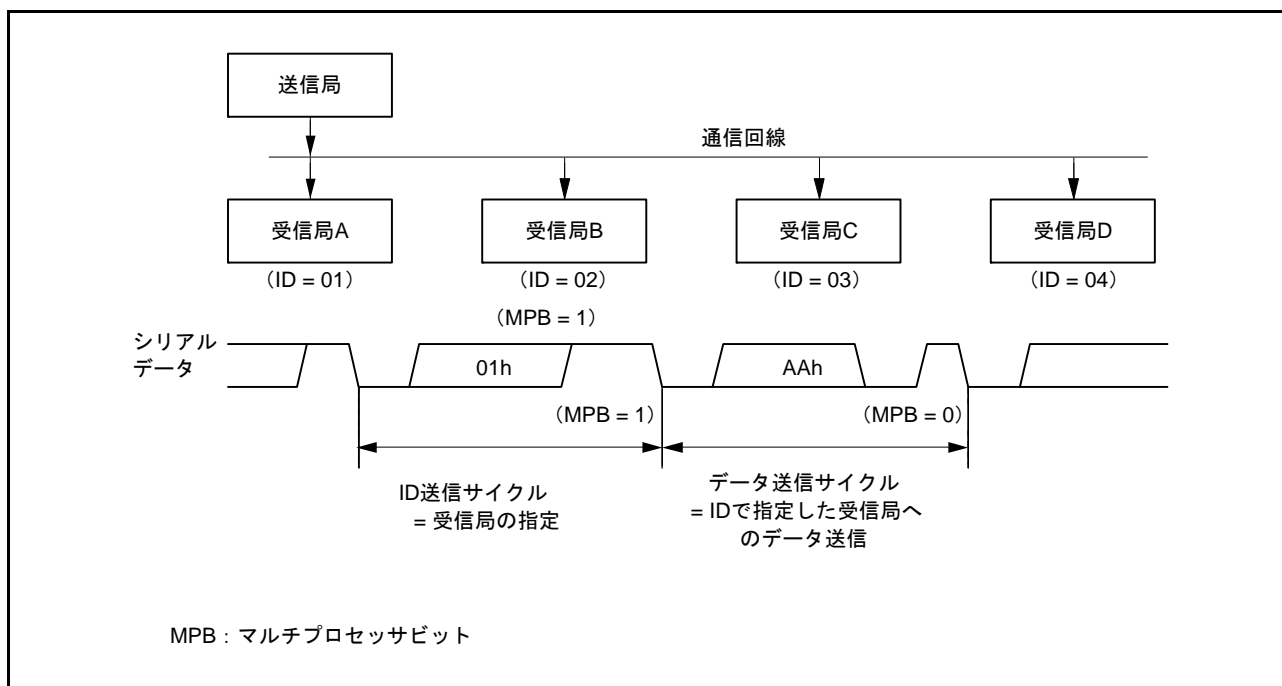 送信局
通信回線
受信局A
受信局B
受信局C
受信局D
（ID = 01）
（ID = 02）
（ID = 03）
（ID = 04）
（MPB = 1）
シリアル
データ
01h
AAh
（MPB = 1）
（MPB = 0）
ID送信サイクル
= 受信局の指定
データ送信サイクル
= IDで指定した受信局へ
のデータ送信
MPB：マルチプロセッサビット